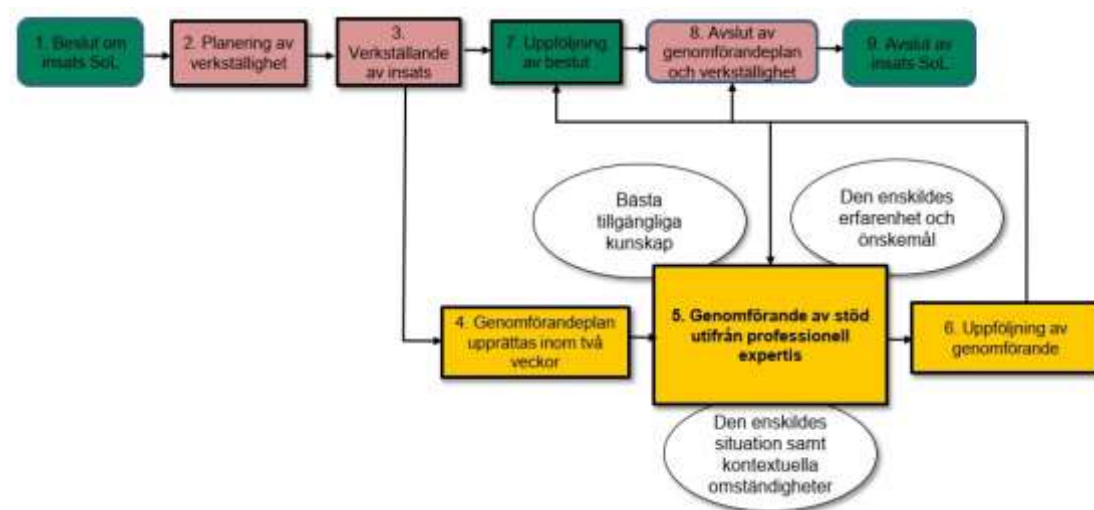 1. Beslut om
insats SoL
2. Planering av
verkställighet
3.
Verkställande
av insats
7. Uppföljning
av beslut
8. Avslut av
genomförandeplan
och verkställighet
9. Avslut av
insats SoL
Bästa
tillgängliga
kunskap
Den enskildes
erfarenhet och
önskemål
4. Genomförandeplan
upprättas inom två
veckor
5. Genomförande av stöd
utifrån professionell
expertis
6. Uppföljning av
genomförande
Den enskildes
situation samt
kontextuella
omständigheter